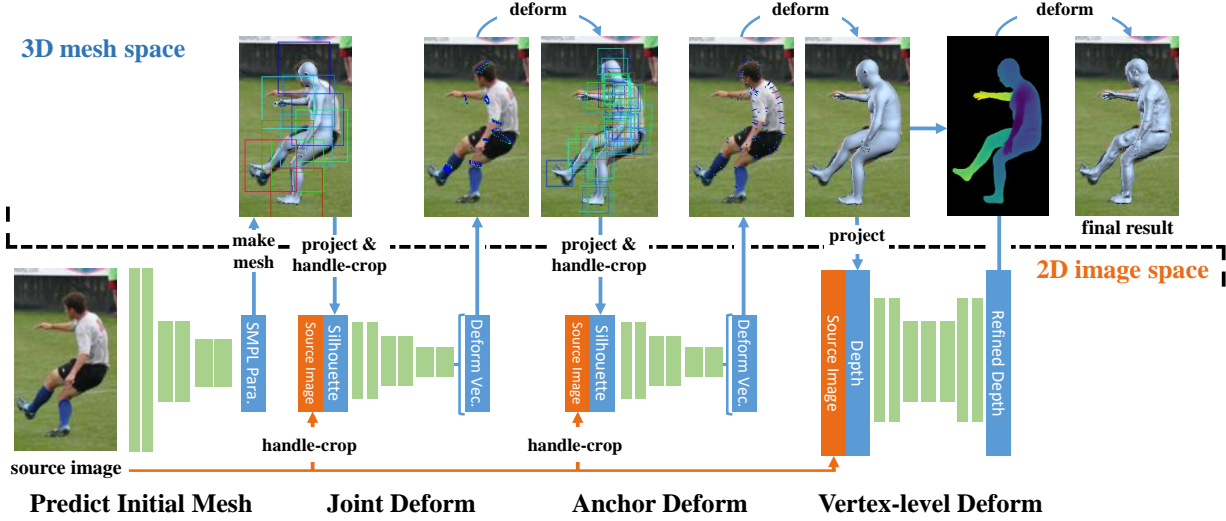 deform
deform
deform
3D mesh space
make
mesh
project &
handle-crop
project &
handle-crop
project
final result
2D image space
SMPL Para.
Source Image
Silhouette
Deform Vec.
Source Image
Silhouette
Deform Vec.
Source Image
Depth
Refined Depth
handle-crop
handle-crop
source image
Predict Initial Mesh
Joint Deform
Anchor Deform
Vertex-level Deform